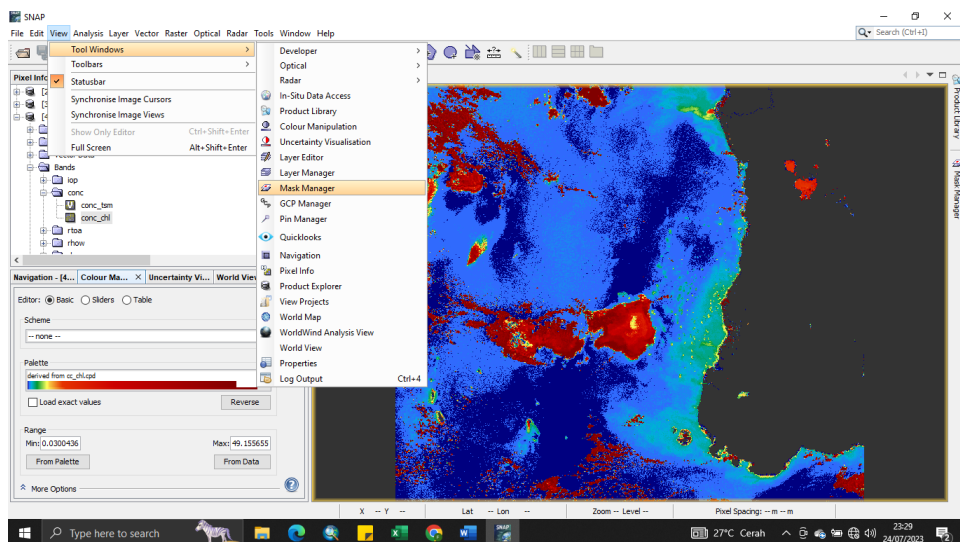 SNAP
File Edit View Analysis Layer Vector Raster Optical Radar Tools Window Help
Search (Ctrl+I)
Tool Windows
Toolbars
Statusbar
Synchronise Image Cursors
Synchronise Image Views
Show Only Editor Ctrl+Shift+Enter
Full Screen Alt+Shift+Enter
Developer
Optical
Radar
In-Situ Data Access
Product Library
Colour Manipulation
Uncertainty Visualisation
Layer Editor
Layer Manager
Mask Manager
GCP Manager
Pin Manager
Quicklooks
Navigation
Pixel Info
Product Explorer
View Projects
World Map
WorldWind Analysis View
World View
Properties
Log Output Ctrl+4
Pixel Info
[2
[3
[4
Bands
iop
conc
conc_tsm
conc_chl
rtoa
rhow
Navigation - [4... Colour Ma... × Uncertainty Vi... World View
Editor: Basic Sliders Table
Scheme
-- none --
Palette
derived from cc_chl.cpd
Load exact values Reverse
Range
Min: 0.0300436 Max: 49.155655
From Palette From Data
More Options
Product Library
Mask Manager
X -- Y -- Lat -- Lon -- Zoom -- Level -- Pixel Spacing: -- m -- m
Type here to search
27°C Cerah
23:29
24/07/2023